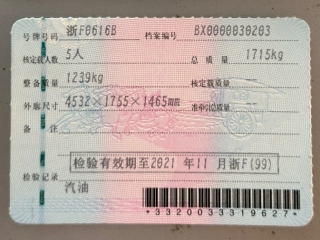 号牌号码 浙F0616B 档案编号 BX0000030203
核定载人数 5人 总质量 1715kg
整备质量 1239kg 核定载质量 --
外廓尺寸 4532×1755×1465mm 准牵引总质量 --
备注
检验有效期至2021年11月浙F(99)
检验记录
汽油
*3320033319627*